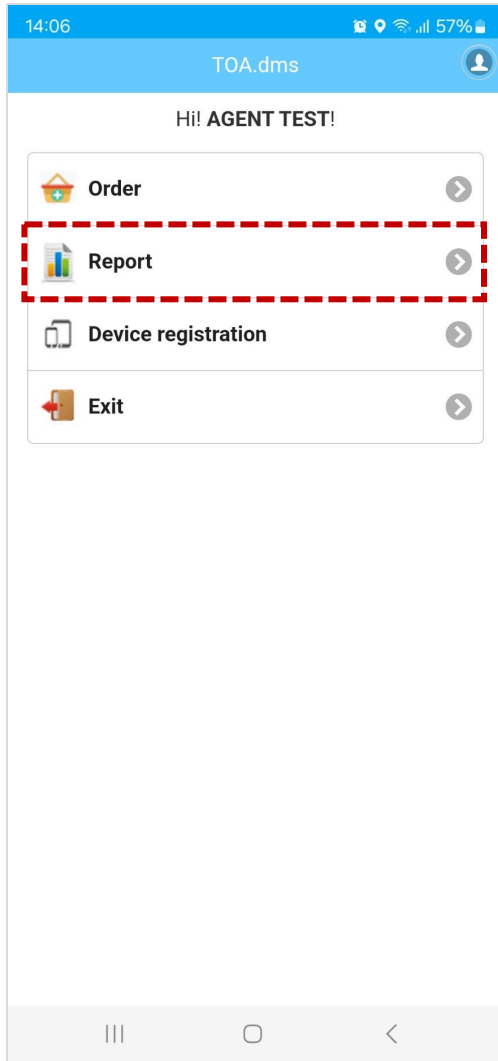 14:06 57%
TOA.dms
Hi! AGENT TEST!
Order
Report
Device registration
Exit